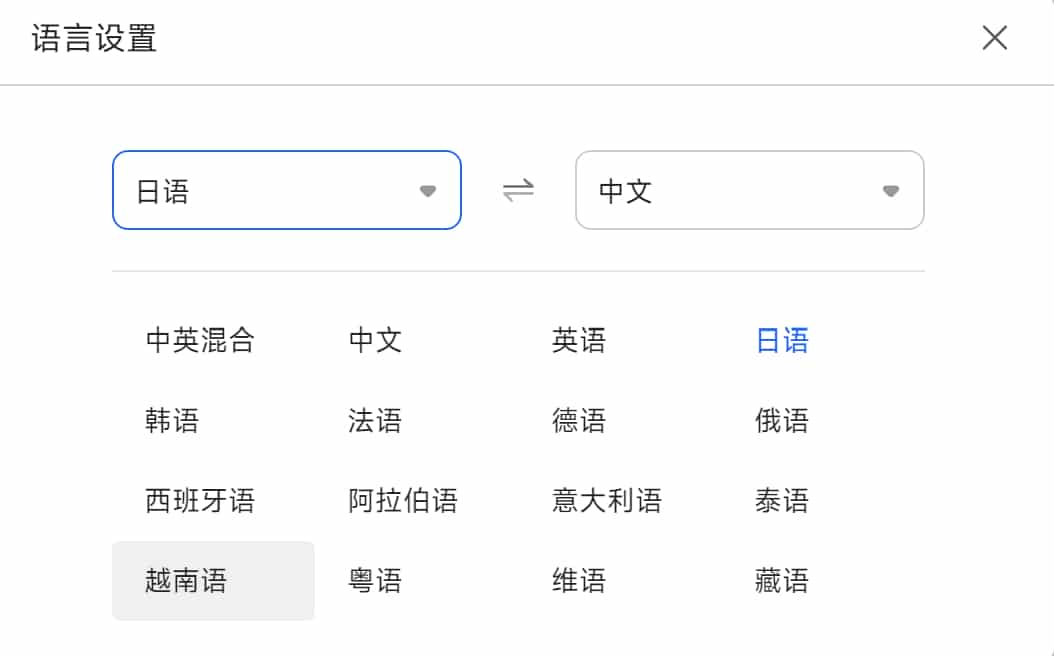 语言设置
日语 中文
中英混合 中文 英语 日语
韩语 法语 德语 俄语
西班牙语 阿拉伯语 意大利语 泰语
越南语 粤语 维语 藏语